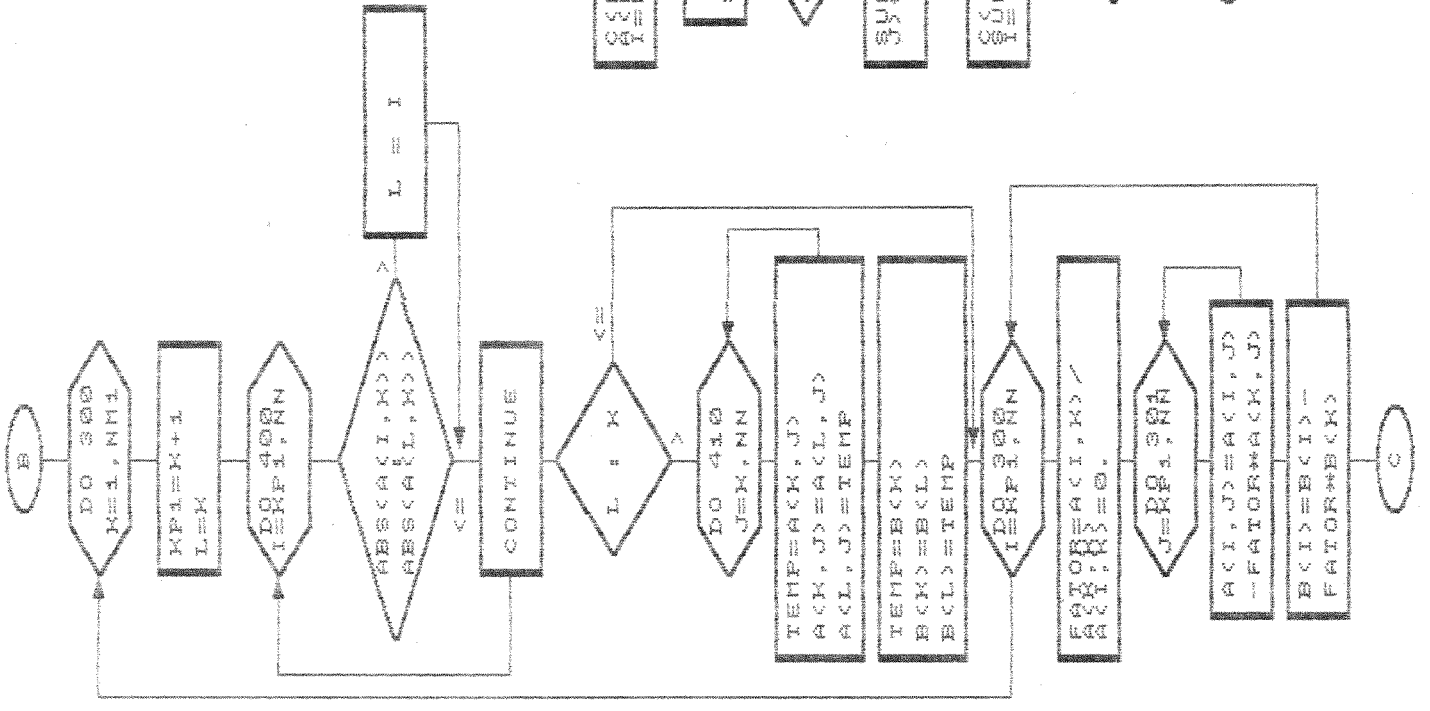 B
DO 300
K=1,NM1
KP1=K+1
L=K
DO 400
I=KP1,NN
ABS(A(I,K))
:
ABS(A(L,K))
>
L = I
<=
CONTINUE
L : K
<=
>
DO 410
J=K,NN
TEMP=A(K,J)
A(K,J)=A(L,J)
A(L,J)=TEMP
TEMP=B(K)
B(K)=B(L)
B(L)=TEMP
DO 300
I=KP1,NN
FATOR=A(I,K)/
A(K,K)
A(I,K)=0.
DO 301
J=KP1,NN
A(I,J)=A(I,J)
-FATOR*A(K,J)
B(I)=B(I)-
FATOR*B(K)
C